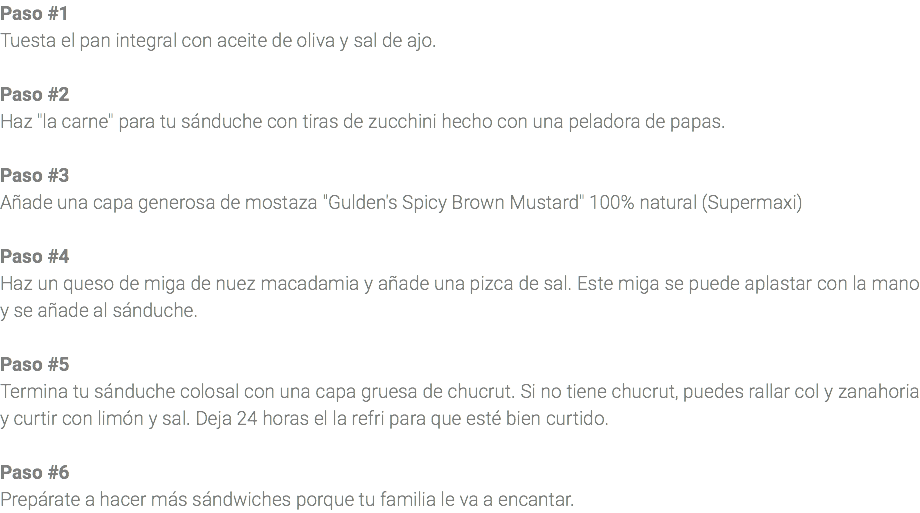 Paso #1
Tuesta el pan integral con aceite de oliva y sal de ajo.
Paso #2
Haz "la carne" para tu sánduche con tiras de zucchini hecho con una peladora de papas.
Paso #3
Añade una capa generosa de mostaza "Gulden's Spicy Brown Mustard" 100% natural (Supermaxi)
Paso #4
Haz un queso de miga de nuez macadamia y añade una pizca de sal. Este miga se puede aplastar con la mano
y se añade al sánduche.
Paso #5
Termina tu sánduche colosal con una capa gruesa de chucrut. Si no tiene chucrut, puedes rallar col y zanahoria
y curtir con limón y sal. Deja 24 horas el la refri para que esté bien curtido.
Paso #6
Prepárate a hacer más sándwiches porque tu familia le va a encantar.